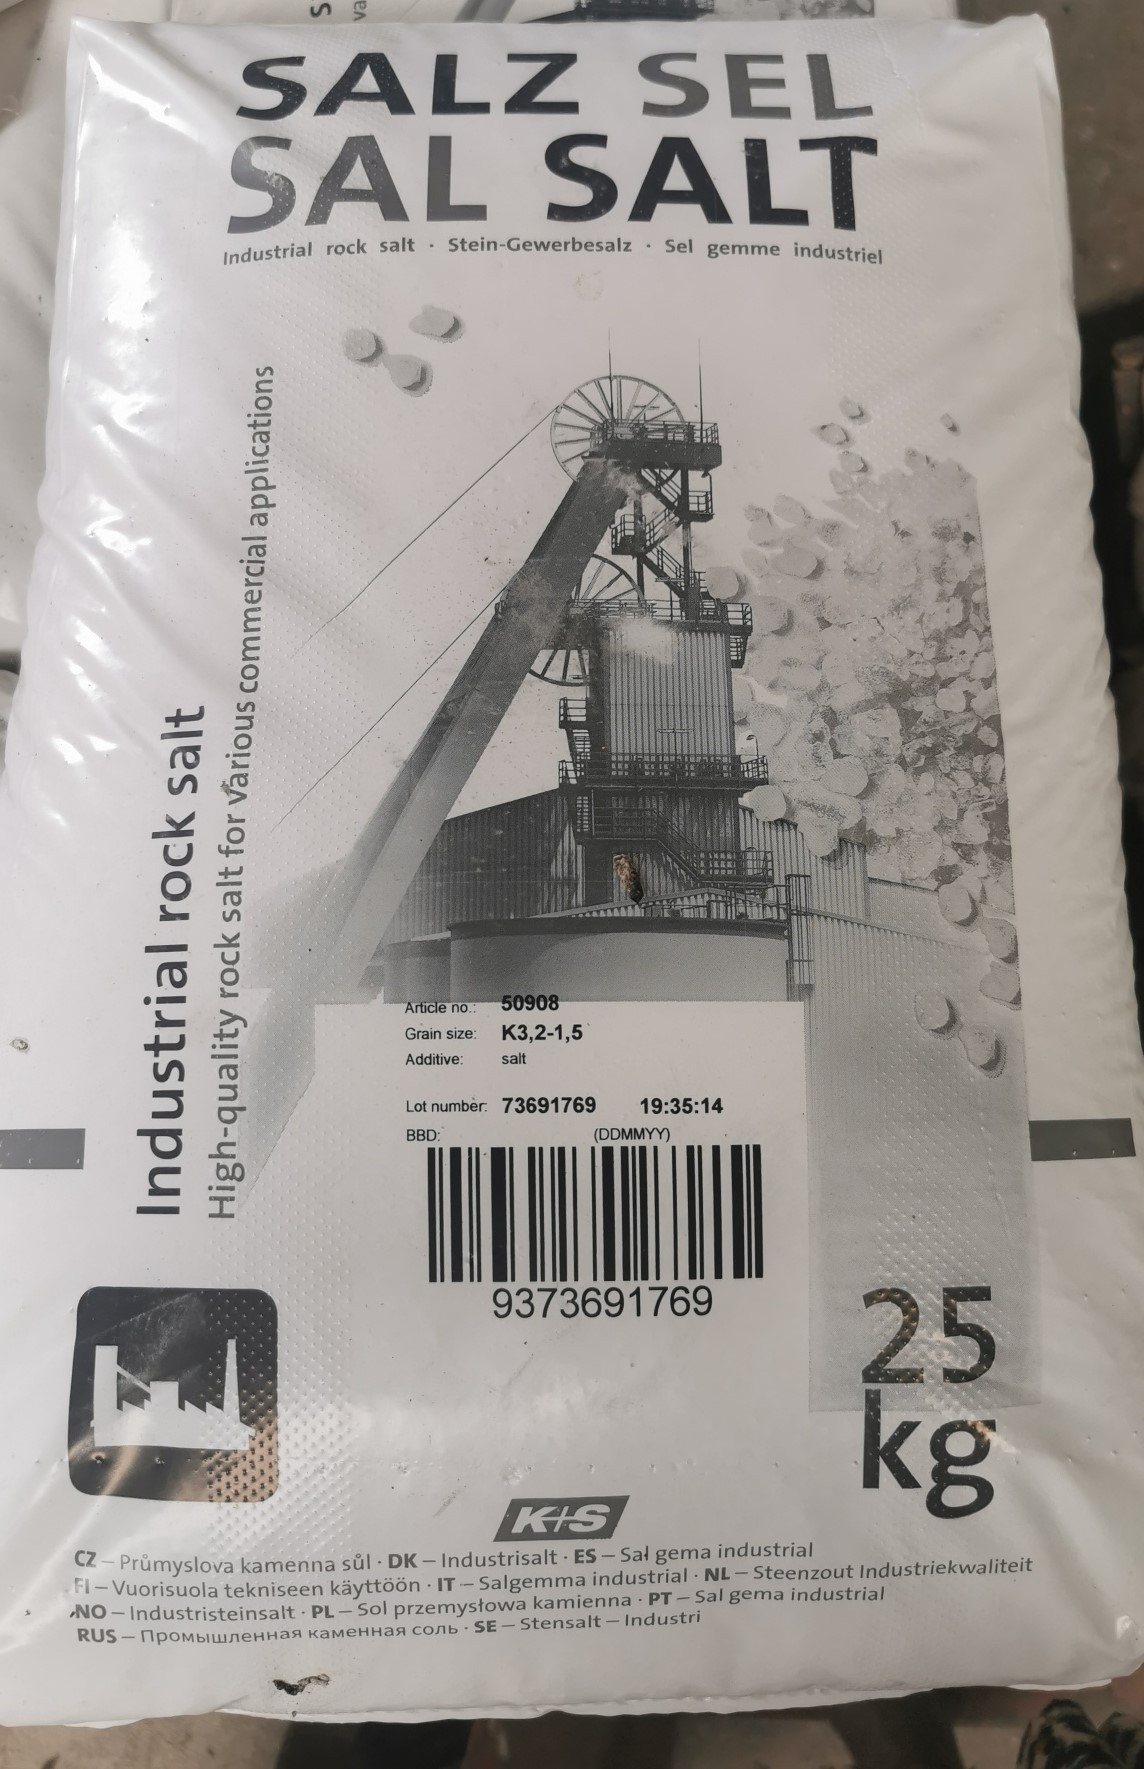 SALZ SEL
SAL SALT
Industrial rock salt · Stein-Gewerbesalz · Sel gemme industriel
Industrial rock salt
High-quality rock salt for various commercial applications
Article no.: 50908
Grain size: K3,2-1,5
Additive: salt
Lot number: 73691769 19:35:14
BBD: (DDMMYY)
9373691769
25
kg
K+S
CZ – Průmyslova kamenna sůl · DK – Industrisalt · ES – Sal gema industrial
FI – Vuorisuola tekniseen käyttöön · IT – Salgemma industrial · NL – Steenzout Industriekwaliteit
NO – Industristeinsalt · PL – Sol przemysłowa kamienna · PT – Sal gema industrial
RUS – Промышленная каменная соль · SE – Stensalt – Industri